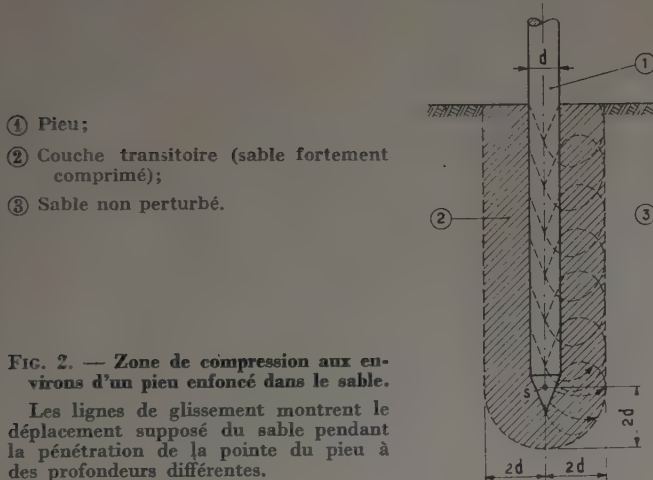 ① Pieu;
② Couche transitoire (sable fortement
comprimé);
③ Sable non perturbé.
FIG. 2. — Zone de compression aux en-
virons d'un pieu enfoncé dans le sable.
Les lignes de glissement montrent le
déplacement supposé du sable pendant
la pénétration de la pointe du pieu à
des profondeurs différentes.
d
①
②
③
S
2d
2d 2d